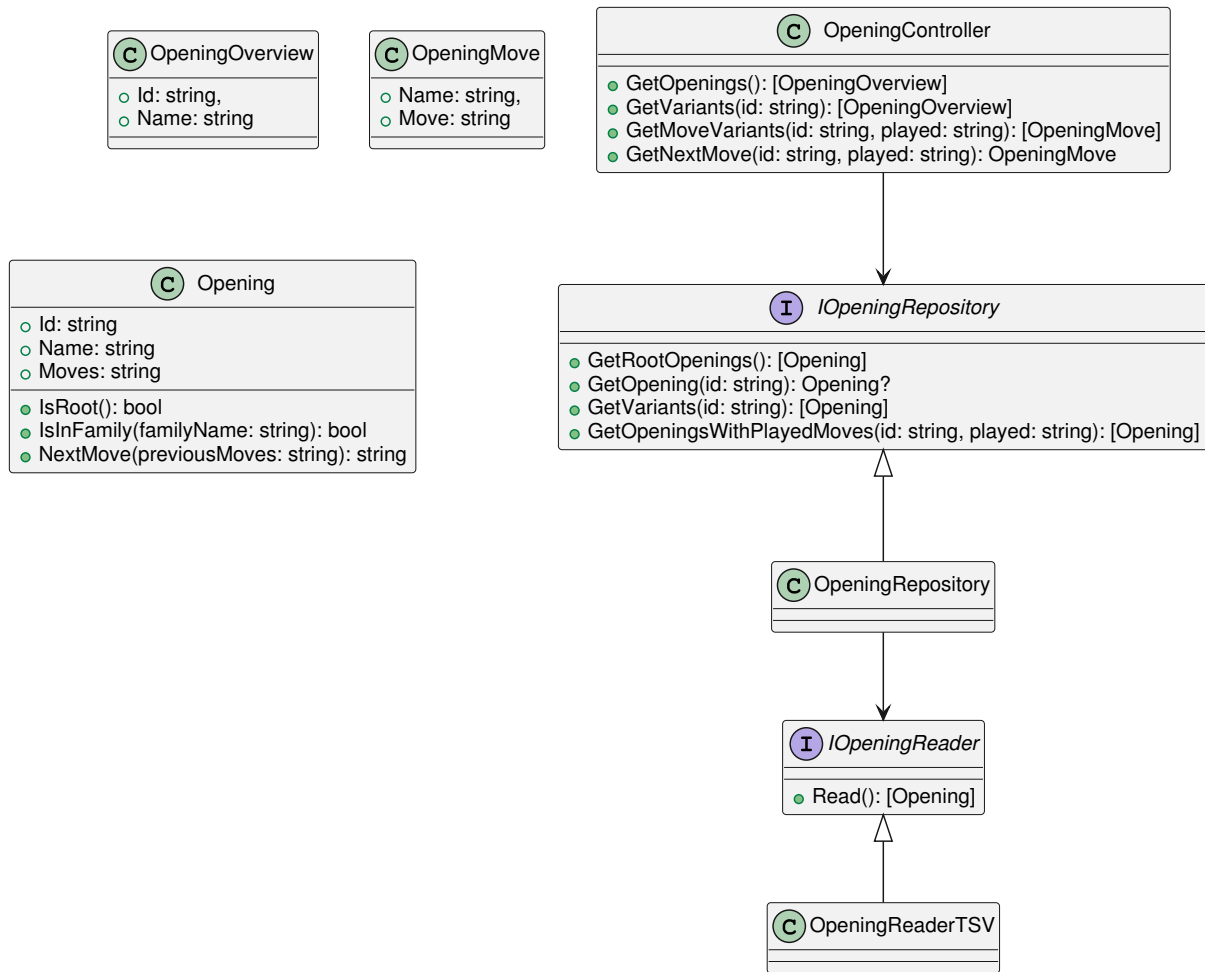 C OpeningOverview
Id: string,
Name: string
C OpeningMove
Name: string,
Move: string
C OpeningController
GetOpenings(): [OpeningOverview]
GetVariants(id: string): [OpeningOverview]
GetMoveVariants(id: string, played: string): [OpeningMove]
GetNextMove(id: string, played: string): OpeningMove
C Opening
Id: string
Name: string
Moves: string
IsRoot(): bool
IsInFamily(familyName: string): bool
NextMove(previousMoves: string): string
I IOpeningRepository
GetRootOpenings(): [Opening]
GetOpening(id: string): Opening?
GetVariants(id: string): [Opening]
GetOpeningsWithPlayedMoves(id: string, played: string): [Opening]
C OpeningRepository
I IOpeningReader
Read(): [Opening]
C OpeningReaderTSV